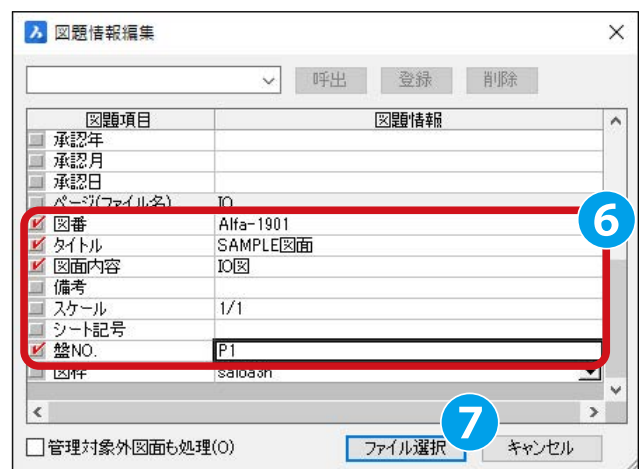 図題情報編集
呼出 登録 削除
図題項目 図題情報
承認年
承認月
承認日
ページ(ファイル名) IO
図番 Alfa-1901
タイトル SAMPLE図面
図面内容 IO図
備考
スケール 1/1
シート記号
盤NO. P1
図枠
6
管理対象外図面も処理(O) ファイル選択 キャンセル
7